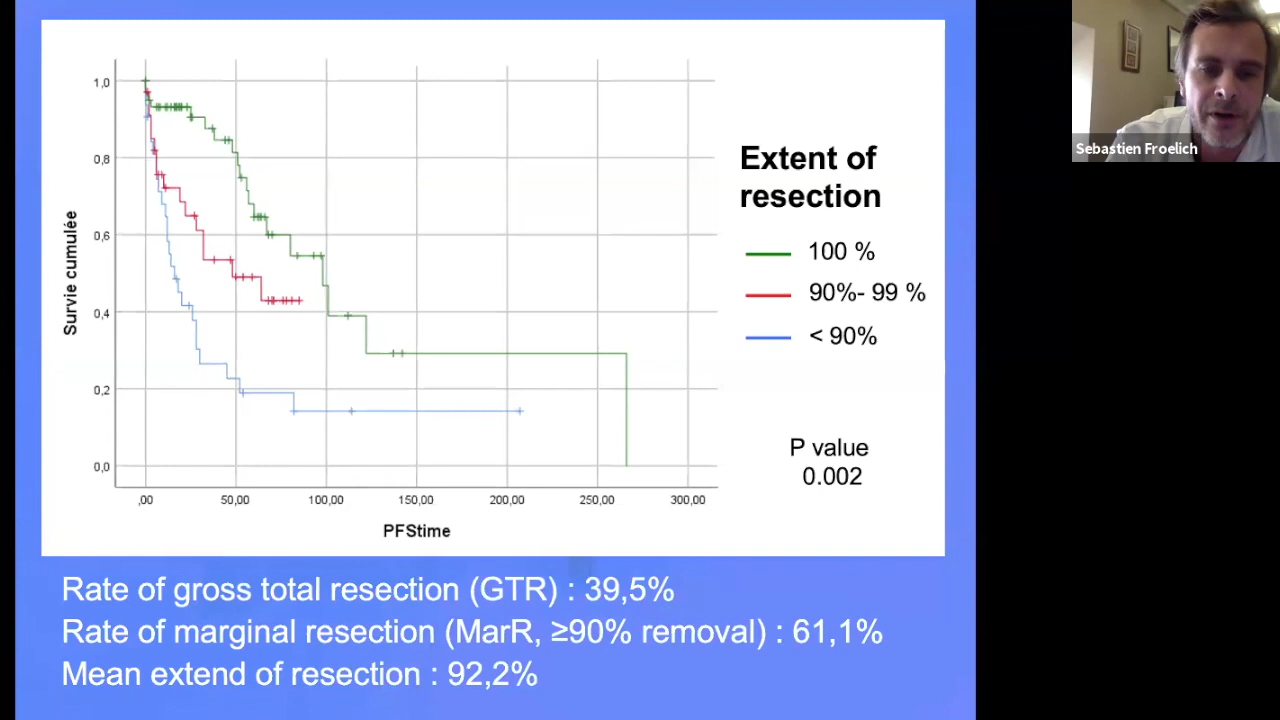 Sebastien Froelich
Extent of
resection
100 %
90%- 99 %
< 90%
P value
0.002
Survie cumulée
1,0
0,8
0,6
0,4
0,2
0,0
,00 50,00 100,00 150,00 200,00 250,00 300,00
PFStime
Rate of gross total resection (GTR) : 39,5%
Rate of marginal resection (MarR, ≥90% removal) : 61,1%
Mean extend of resection : 92,2%